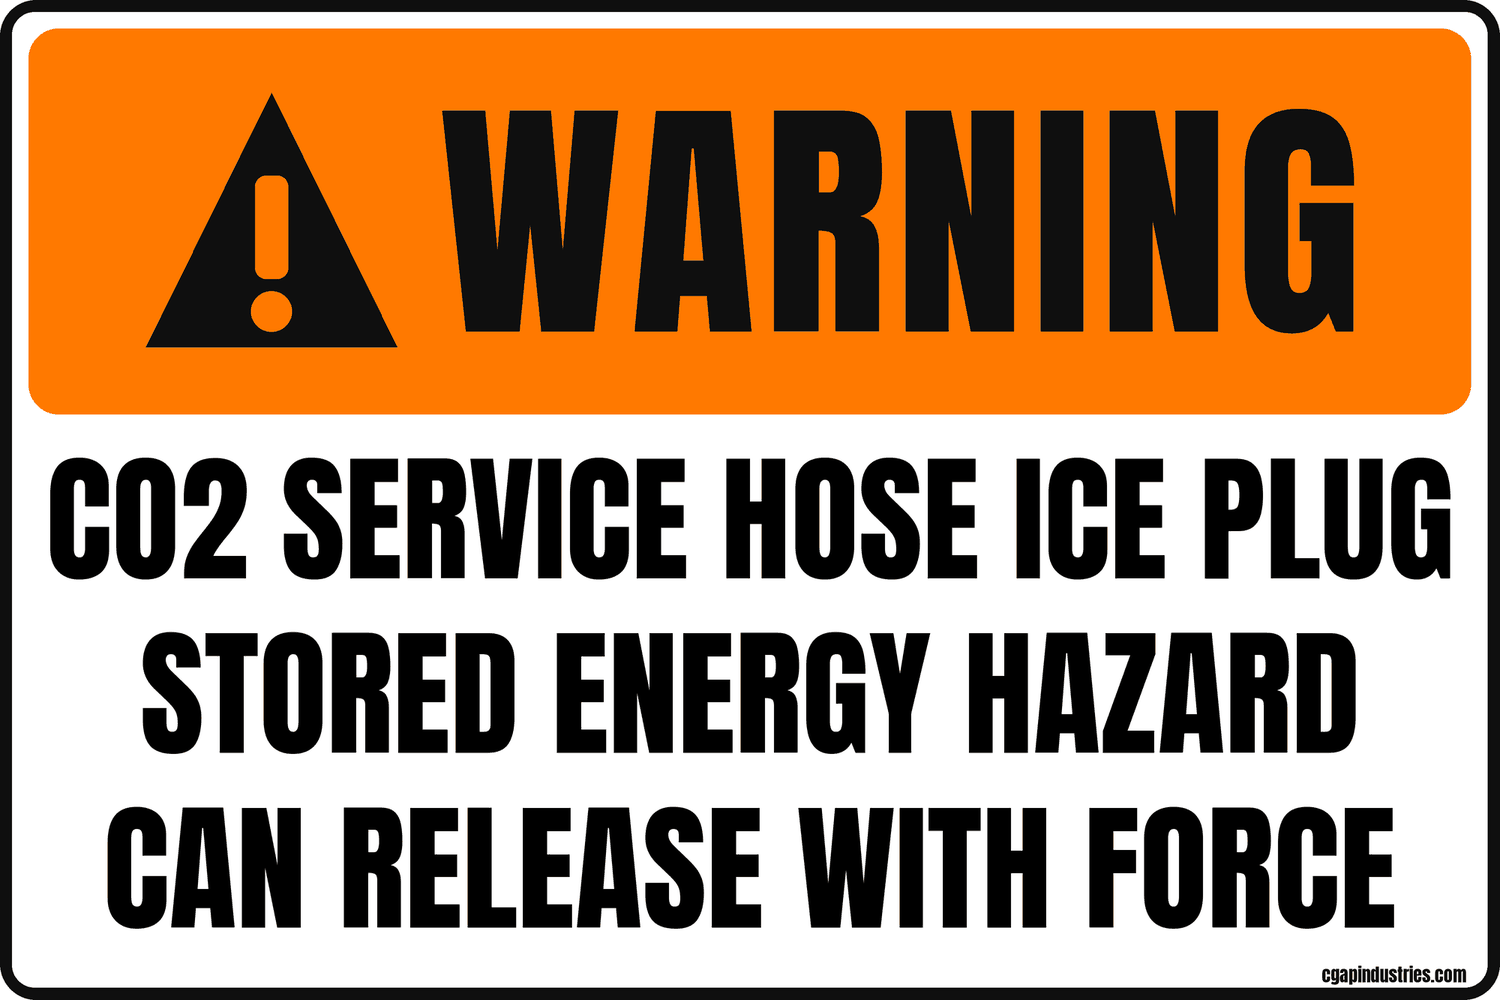 WARNING
CO2 SERVICE HOSE ICE PLUG
STORED ENERGY HAZARD
CAN RELEASE WITH FORCE
cgapindustries.com